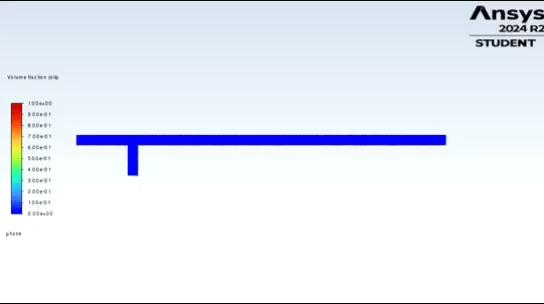 Ansys
2024 R2
STUDENT
Volume fraction (slip
1.00e+00
9.00e-01
8.00e-01
7.00e-01
6.00e-01
5.00e-01
4.00e-01
3.00e-01
2.00e-01
1.00e-01
0.00e+00
phase